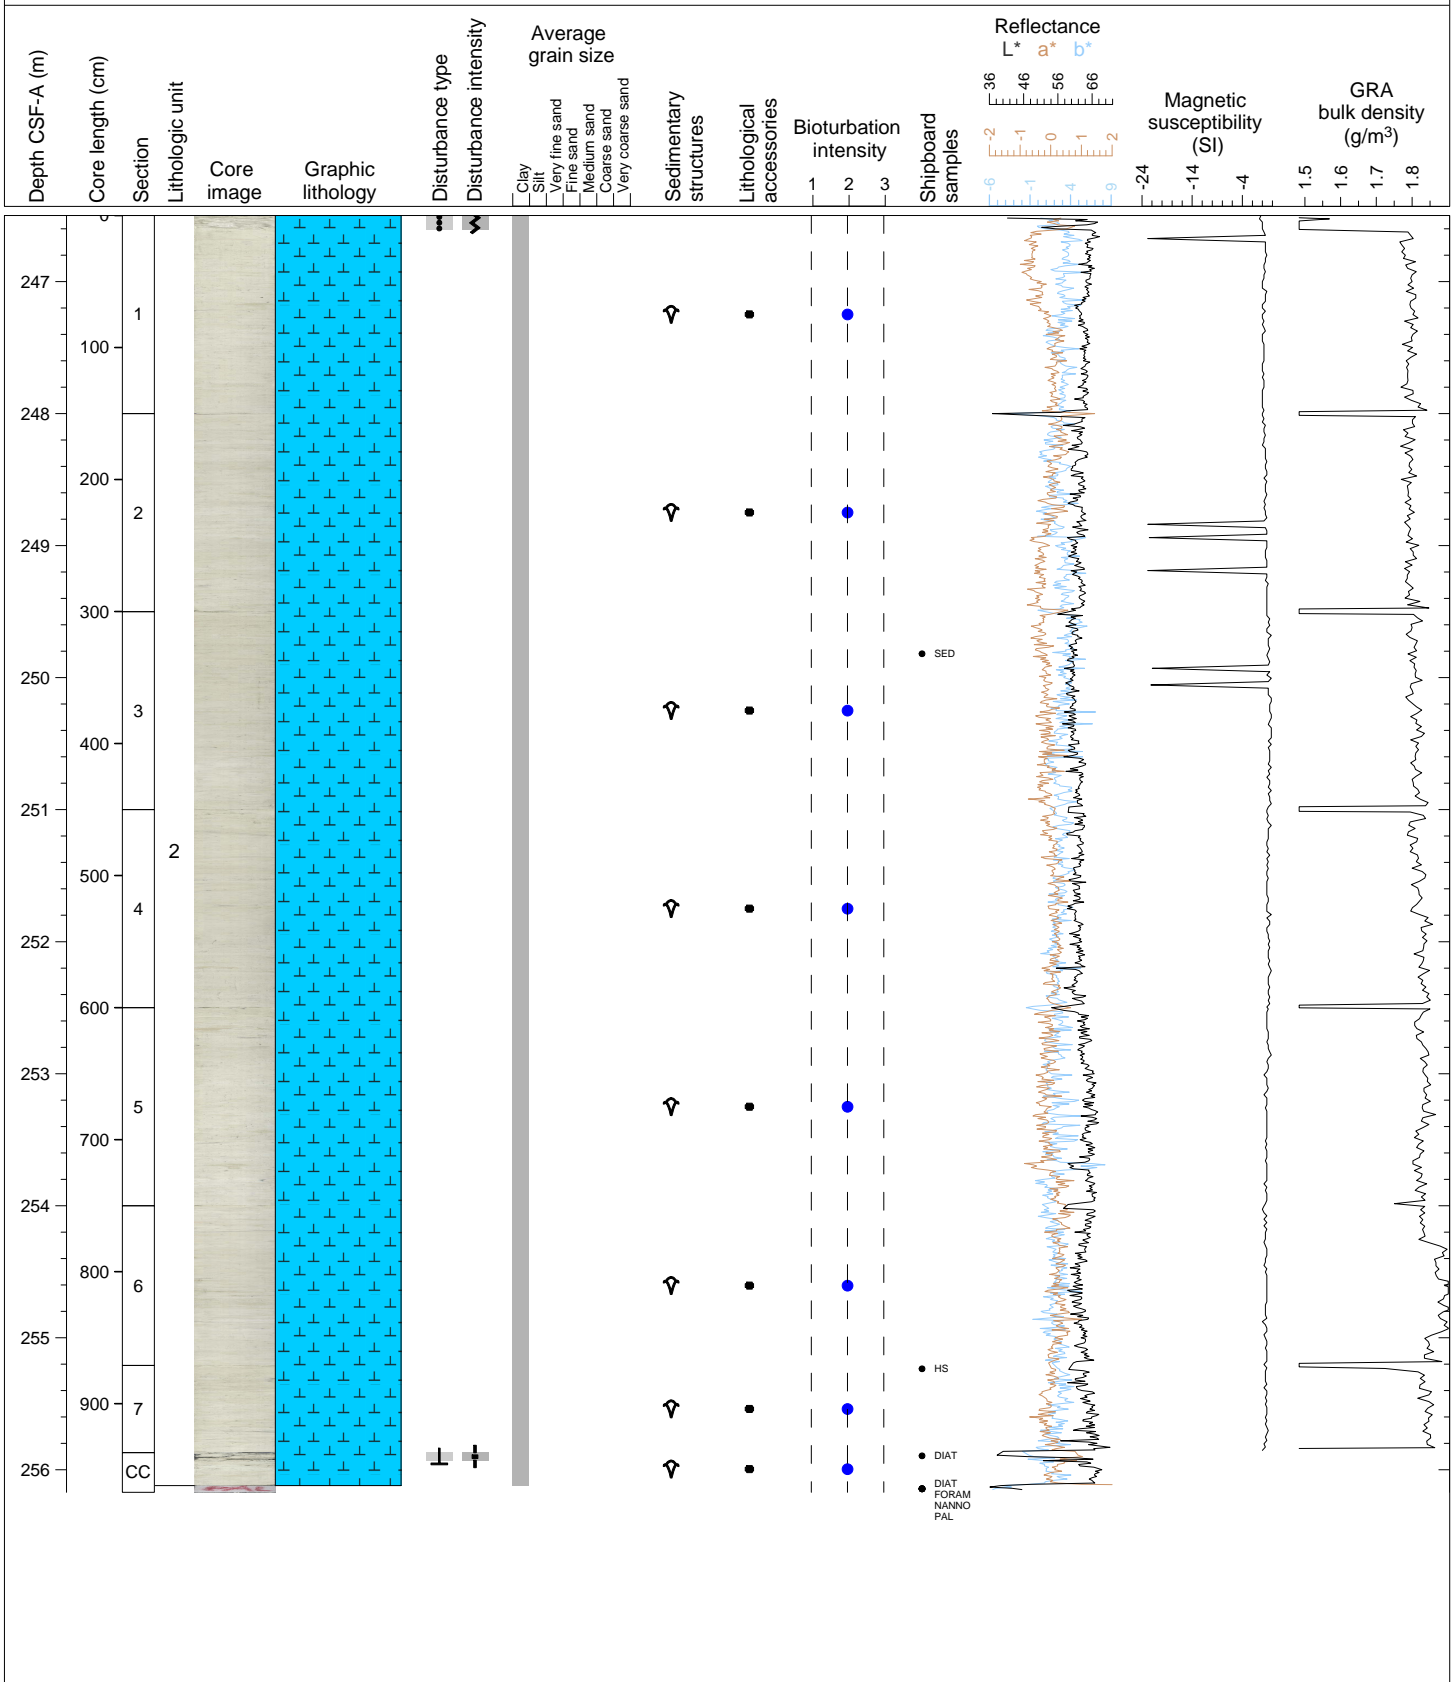 Depth CSF-A (m)
Core length (cm)
Section
Lithologic unit
Core
image
Graphic
lithology
Disturbance type
Disturbance intensity
Average
grain size
Clay
Silt
Very fine sand
Fine sand
Medium sand
Coarse sand
Very coarse sand
Sedimentary
structures
Lithological
accessories
Bioturbation
intensity
1 2 3
Shipboard
samples
Reflectance
L* a* b*
36 46 56 66
-2 -1 0 1 2
-6 -1 4 9
Magnetic
susceptibility
(SI)
-24 -14 -4
GRA
bulk density
(g/m³)
1.5 1.6 1.7 1.8
0
247
1
100
248
200
2
249
300
SED
250
3
400
251
2
500
4
252
600
253
5
700
254
800
6
255
HS
900
7
DIAT
256
CC
DIAT
FORAM
NANNO
PAL